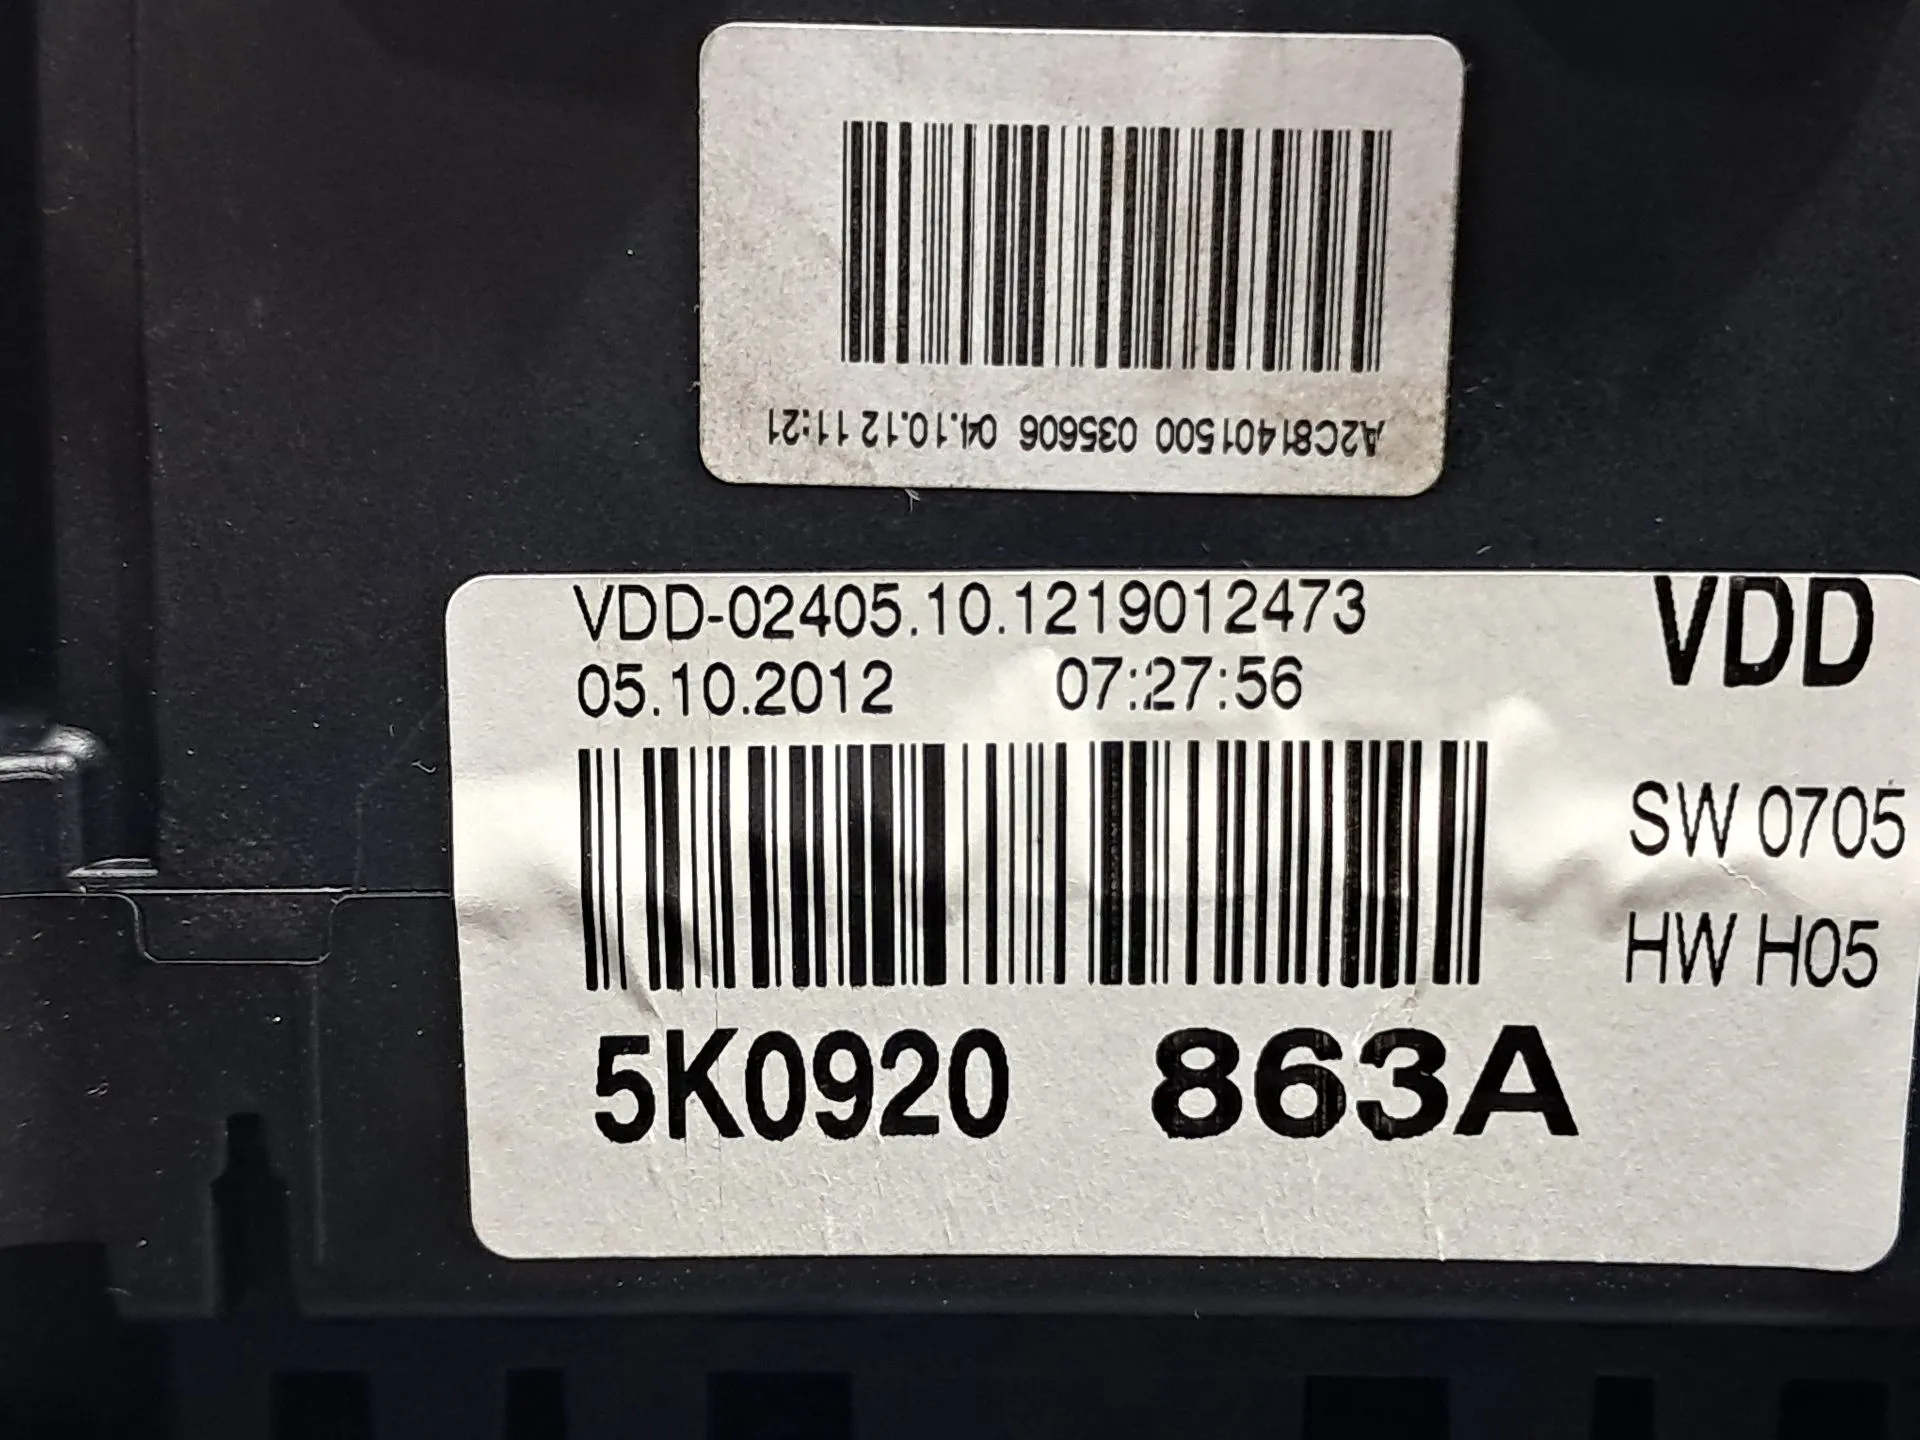 A2C81401500 035606 04.10.12 11:21
VDD-02405.10.1219012473
05.10.2012 07:27:56
VDD
SW 0705
HW H05
5K0920 863A